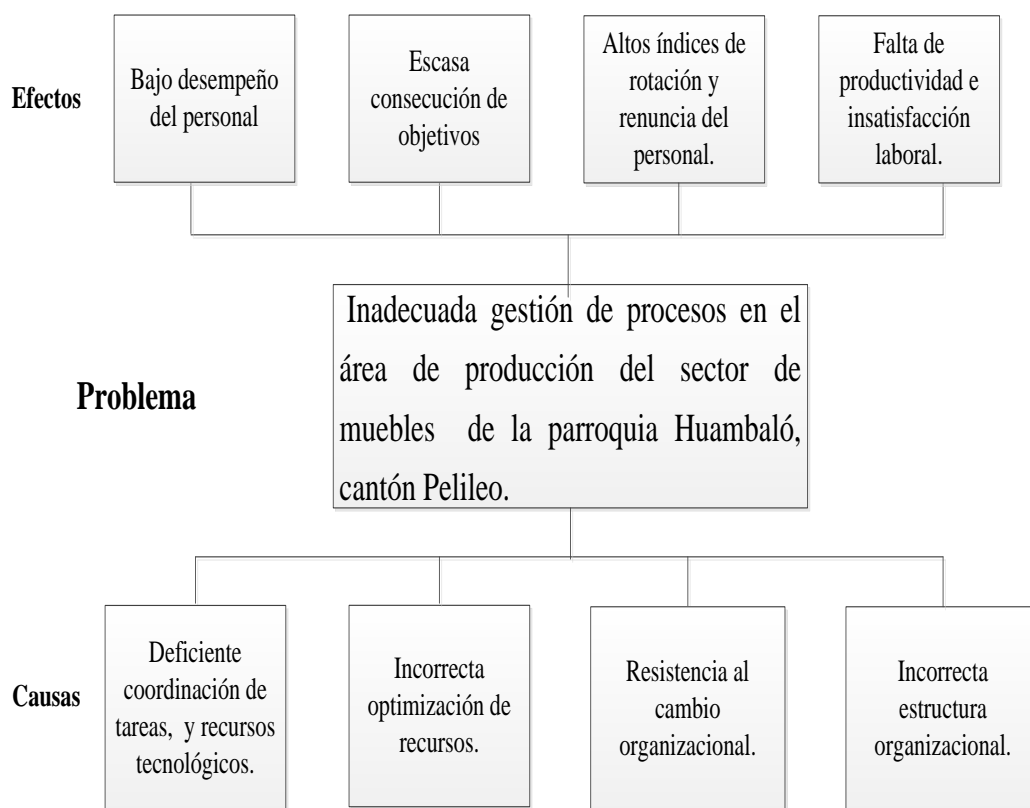 Efectos
Bajo desempeño
del personal
Escasa
consecución de
objetivos
Altos índices de
rotación y
renuncia del
personal.
Falta de
productividad e
insatisfacción
laboral.
Problema
Inadecuada gestión de procesos en el
área de producción del sector de
muebles de la parroquia Huambaló,
cantón Pelileo.
Causas
Deficiente
coordinación de
tareas, y recursos
tecnológicos.
Incorrecta
optimización de
recursos.
Resistencia al
cambio
organizacional.
Incorrecta
estructura
organizacional.